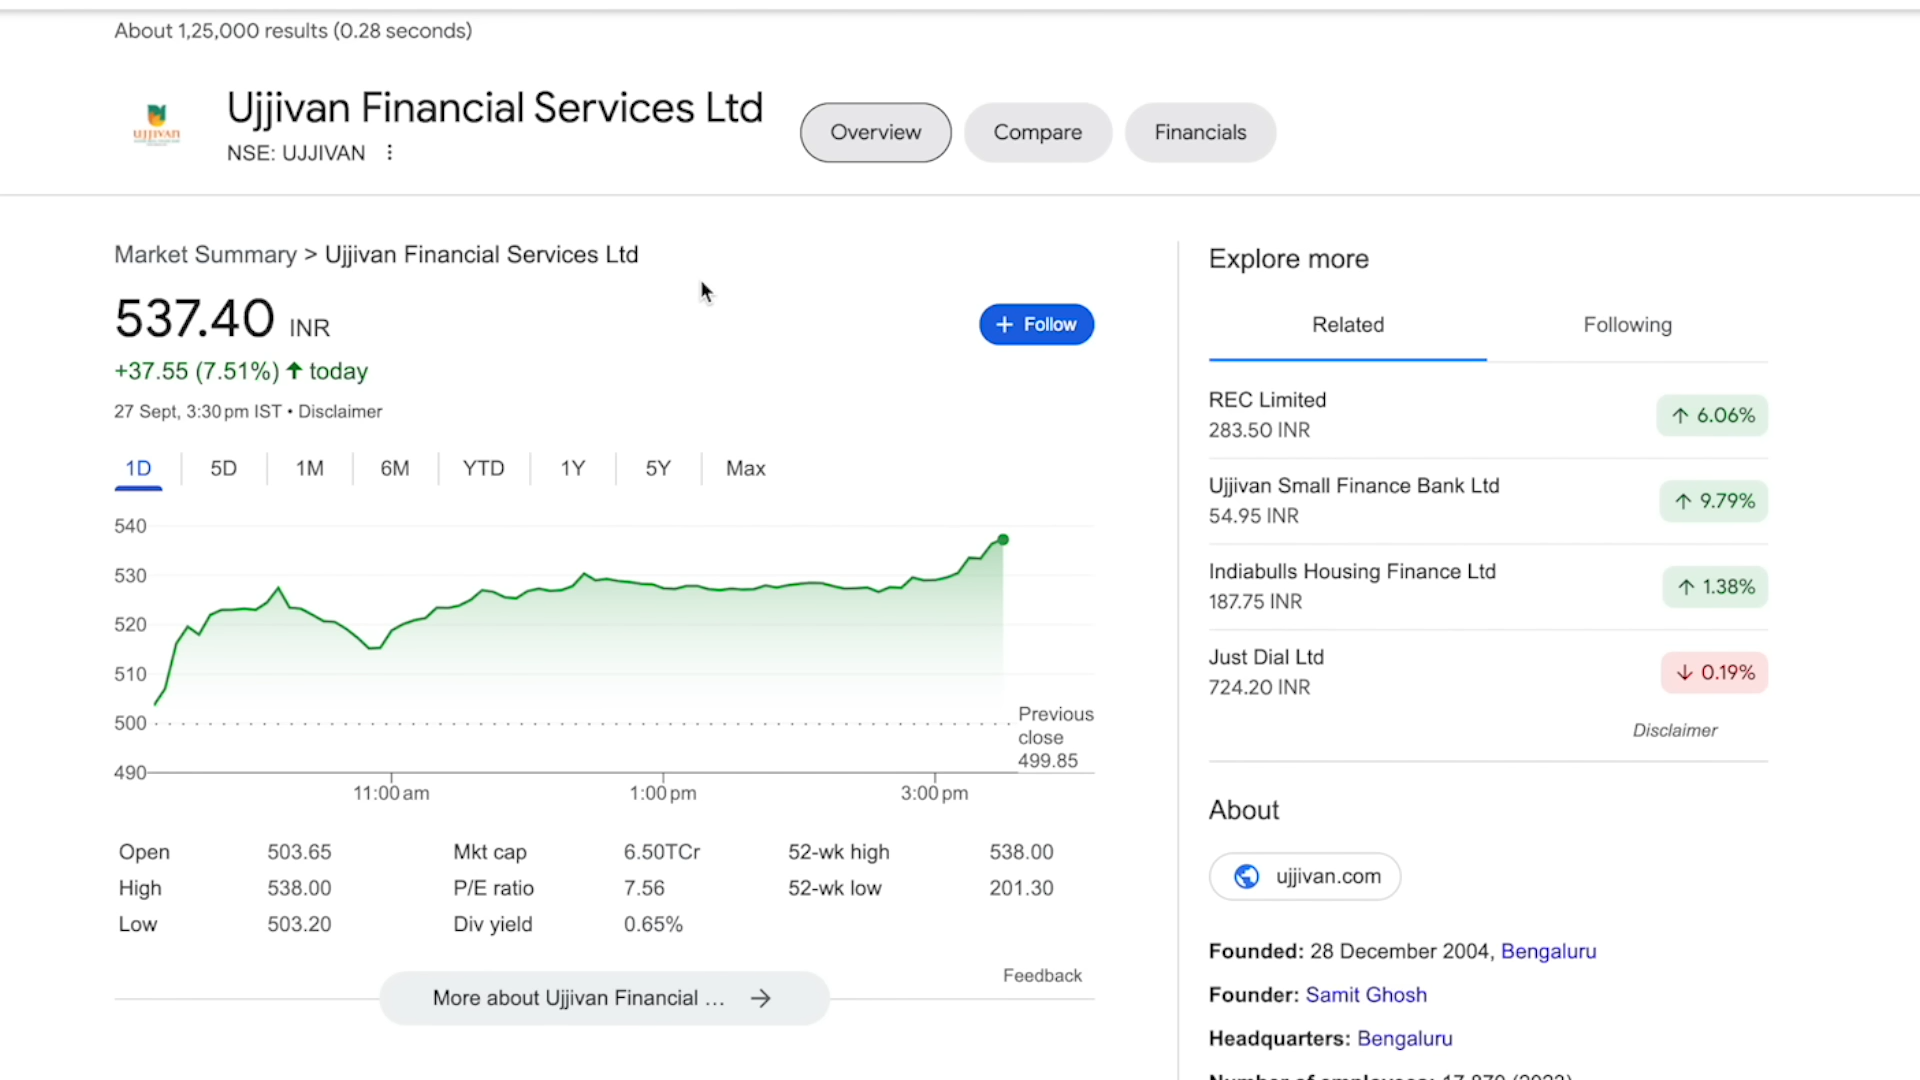 About 1,25,000 results (0.28 seconds)
UJJIVAN
Ujjivan Financial Services Ltd
NSE: UJJIVAN
Overview
Compare
Financials
Market Summary > Ujjivan Financial Services Ltd
537.40 INR
+ Follow
+37.55 (7.51%) ↑ today
27 Sept, 3:30 pm IST • Disclaimer
1D 5D 1M 6M YTD 1Y 5Y Max
540
530
520
510
500
490
Previous
close
499.85
11:00 am 1:00 pm 3:00 pm
Open 503.65 Mkt cap 6.50TCr 52-wk high 538.00
High 538.00 P/E ratio 7.56 52-wk low 201.30
Low 503.20 Div yield 0.65%
Feedback
More about Ujjivan Financial ... →
Explore more
Related Following
REC Limited
283.50 INR
↑ 6.06%
Ujjivan Small Finance Bank Ltd
54.95 INR
↑ 9.79%
Indiabulls Housing Finance Ltd
187.75 INR
↑ 1.38%
Just Dial Ltd
724.20 INR
↓ 0.19%
Disclaimer
About
ujjivan.com
Founded: 28 December 2004, Bengaluru
Founder: Samit Ghosh
Headquarters: Bengaluru
Number of employees: 17,870 (2023)